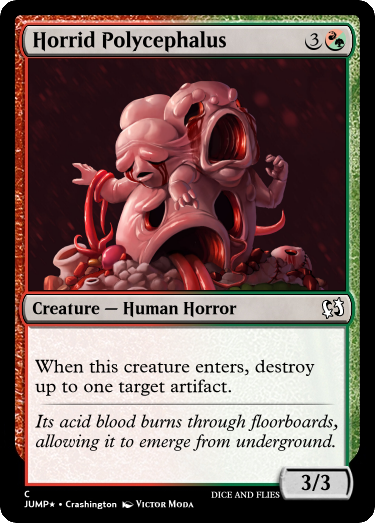 Horrid Polycephalus 3
Creature — Human Horror
When this creature enters, destroy
up to one target artifact.
Its acid blood burns through floorboards,
allowing it to emerge from underground.
3/3
C
JUMP★ • Crashington Victor Moda
DICE AND FLIES